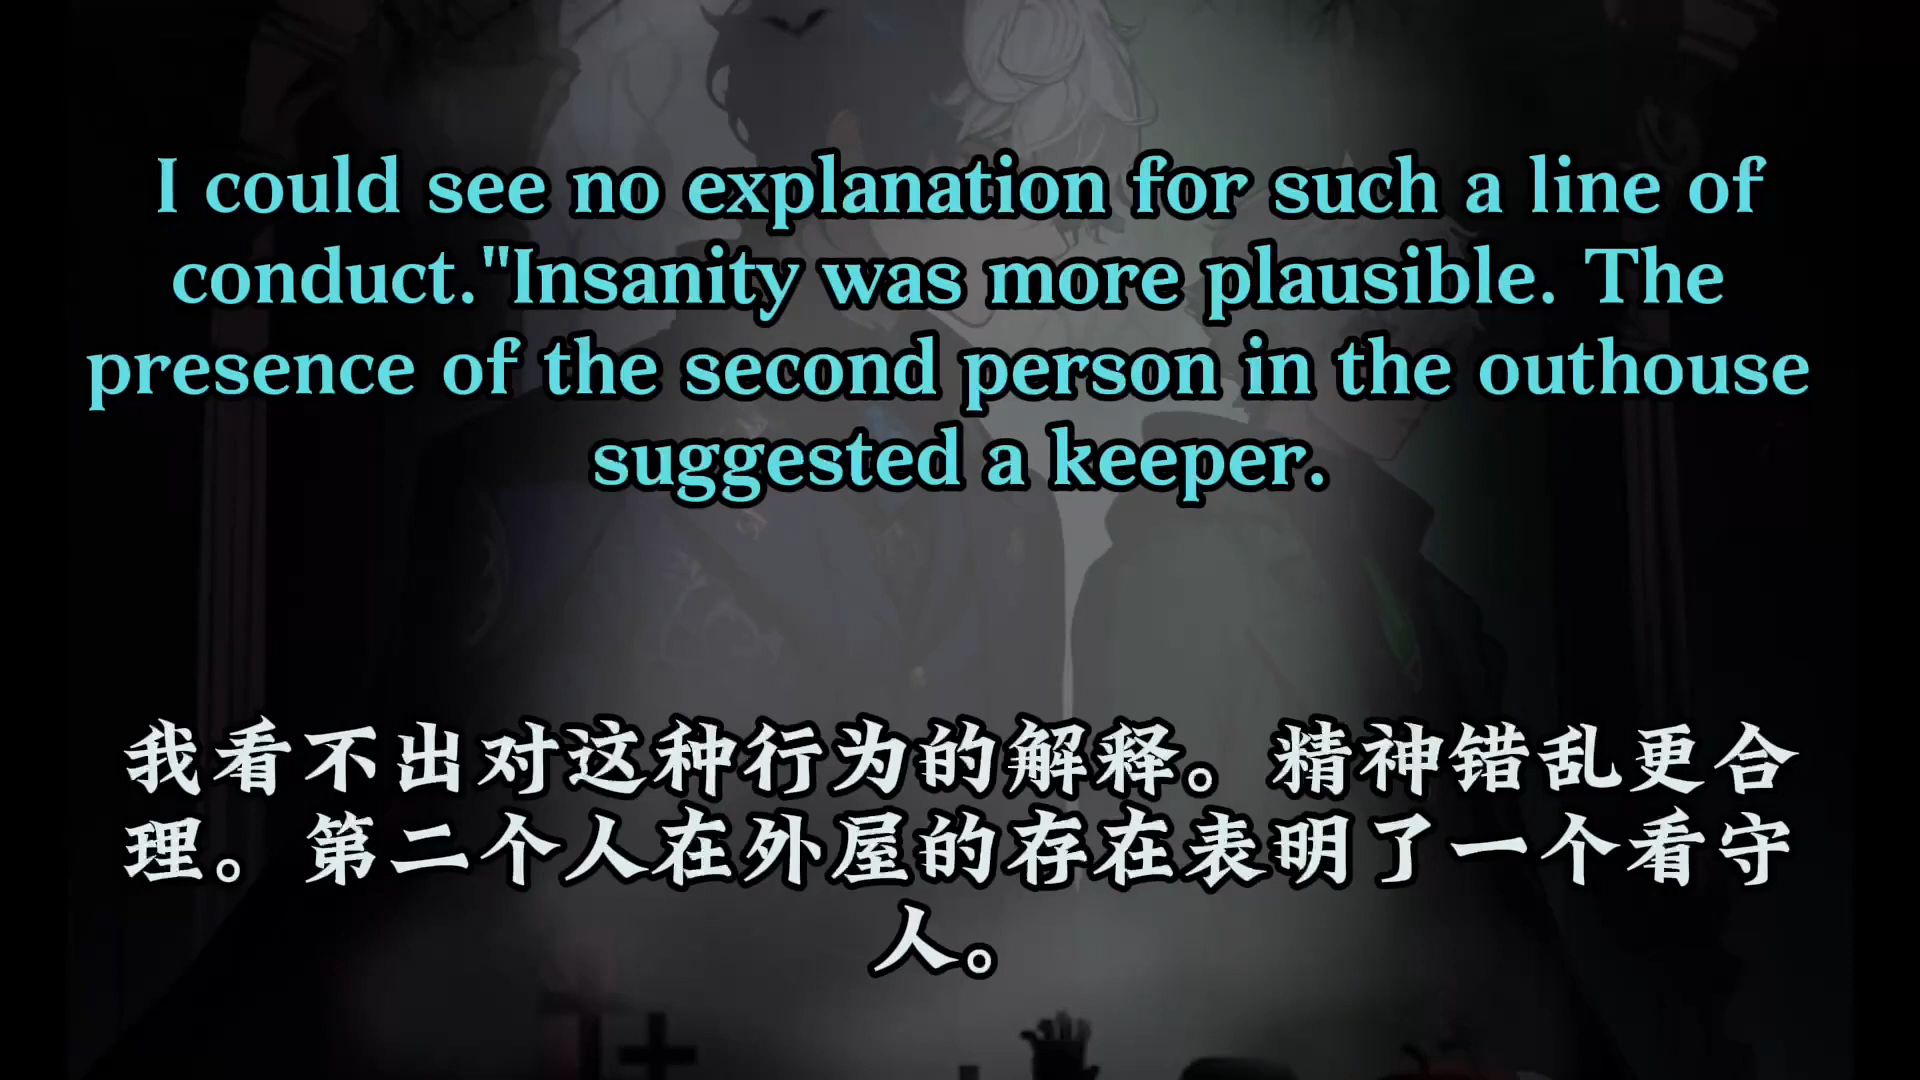 I could see no explanation for such a line of
conduct."Insanity was more plausible. The
presence of the second person in the outhouse
suggested a keeper.
我看不出对这种行为的解释。精神错乱更合
理。第二个人在外屋的存在表明了一个看守
人。